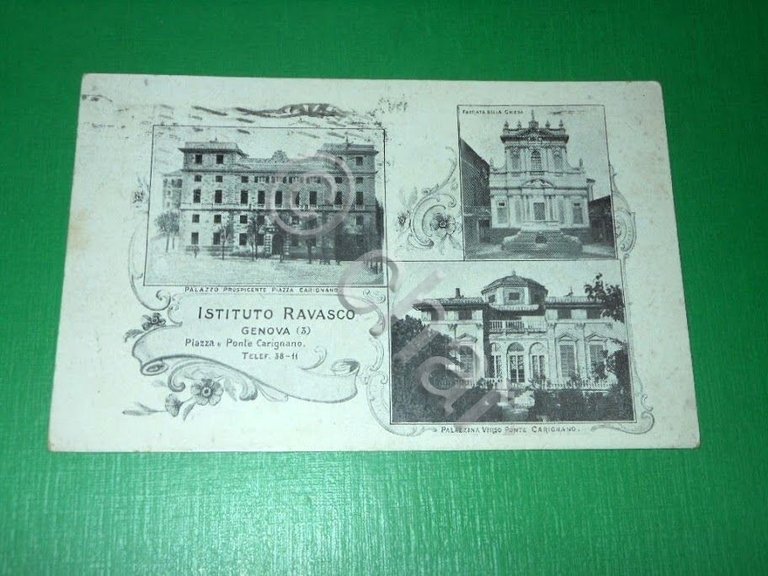 FACCIATA DELLA CHIESA
PALAZZO PROSPICENTE PIAZZA CARIGNANO.
ISTITUTO RAVASCO
GENOVA (3)
Piazza e Ponte Carignano.
TELEF. 38-11
PALAZZINA VERSO PONTE CARIGNANO.
©